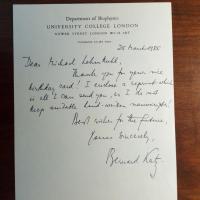 Department of Biophysics
UNIVERSITY COLLEGE LONDON
GOWER STREET LONDON WC1E 6BT
25 March 1985
Dear Michael
Thank you for your nice
birthday card! I enclose a reprint which
is all I can send you, as I do not
keep suitable hand-written manuscripts!
Best wishes for the future,
Yours sincerely,
Bernard Katz